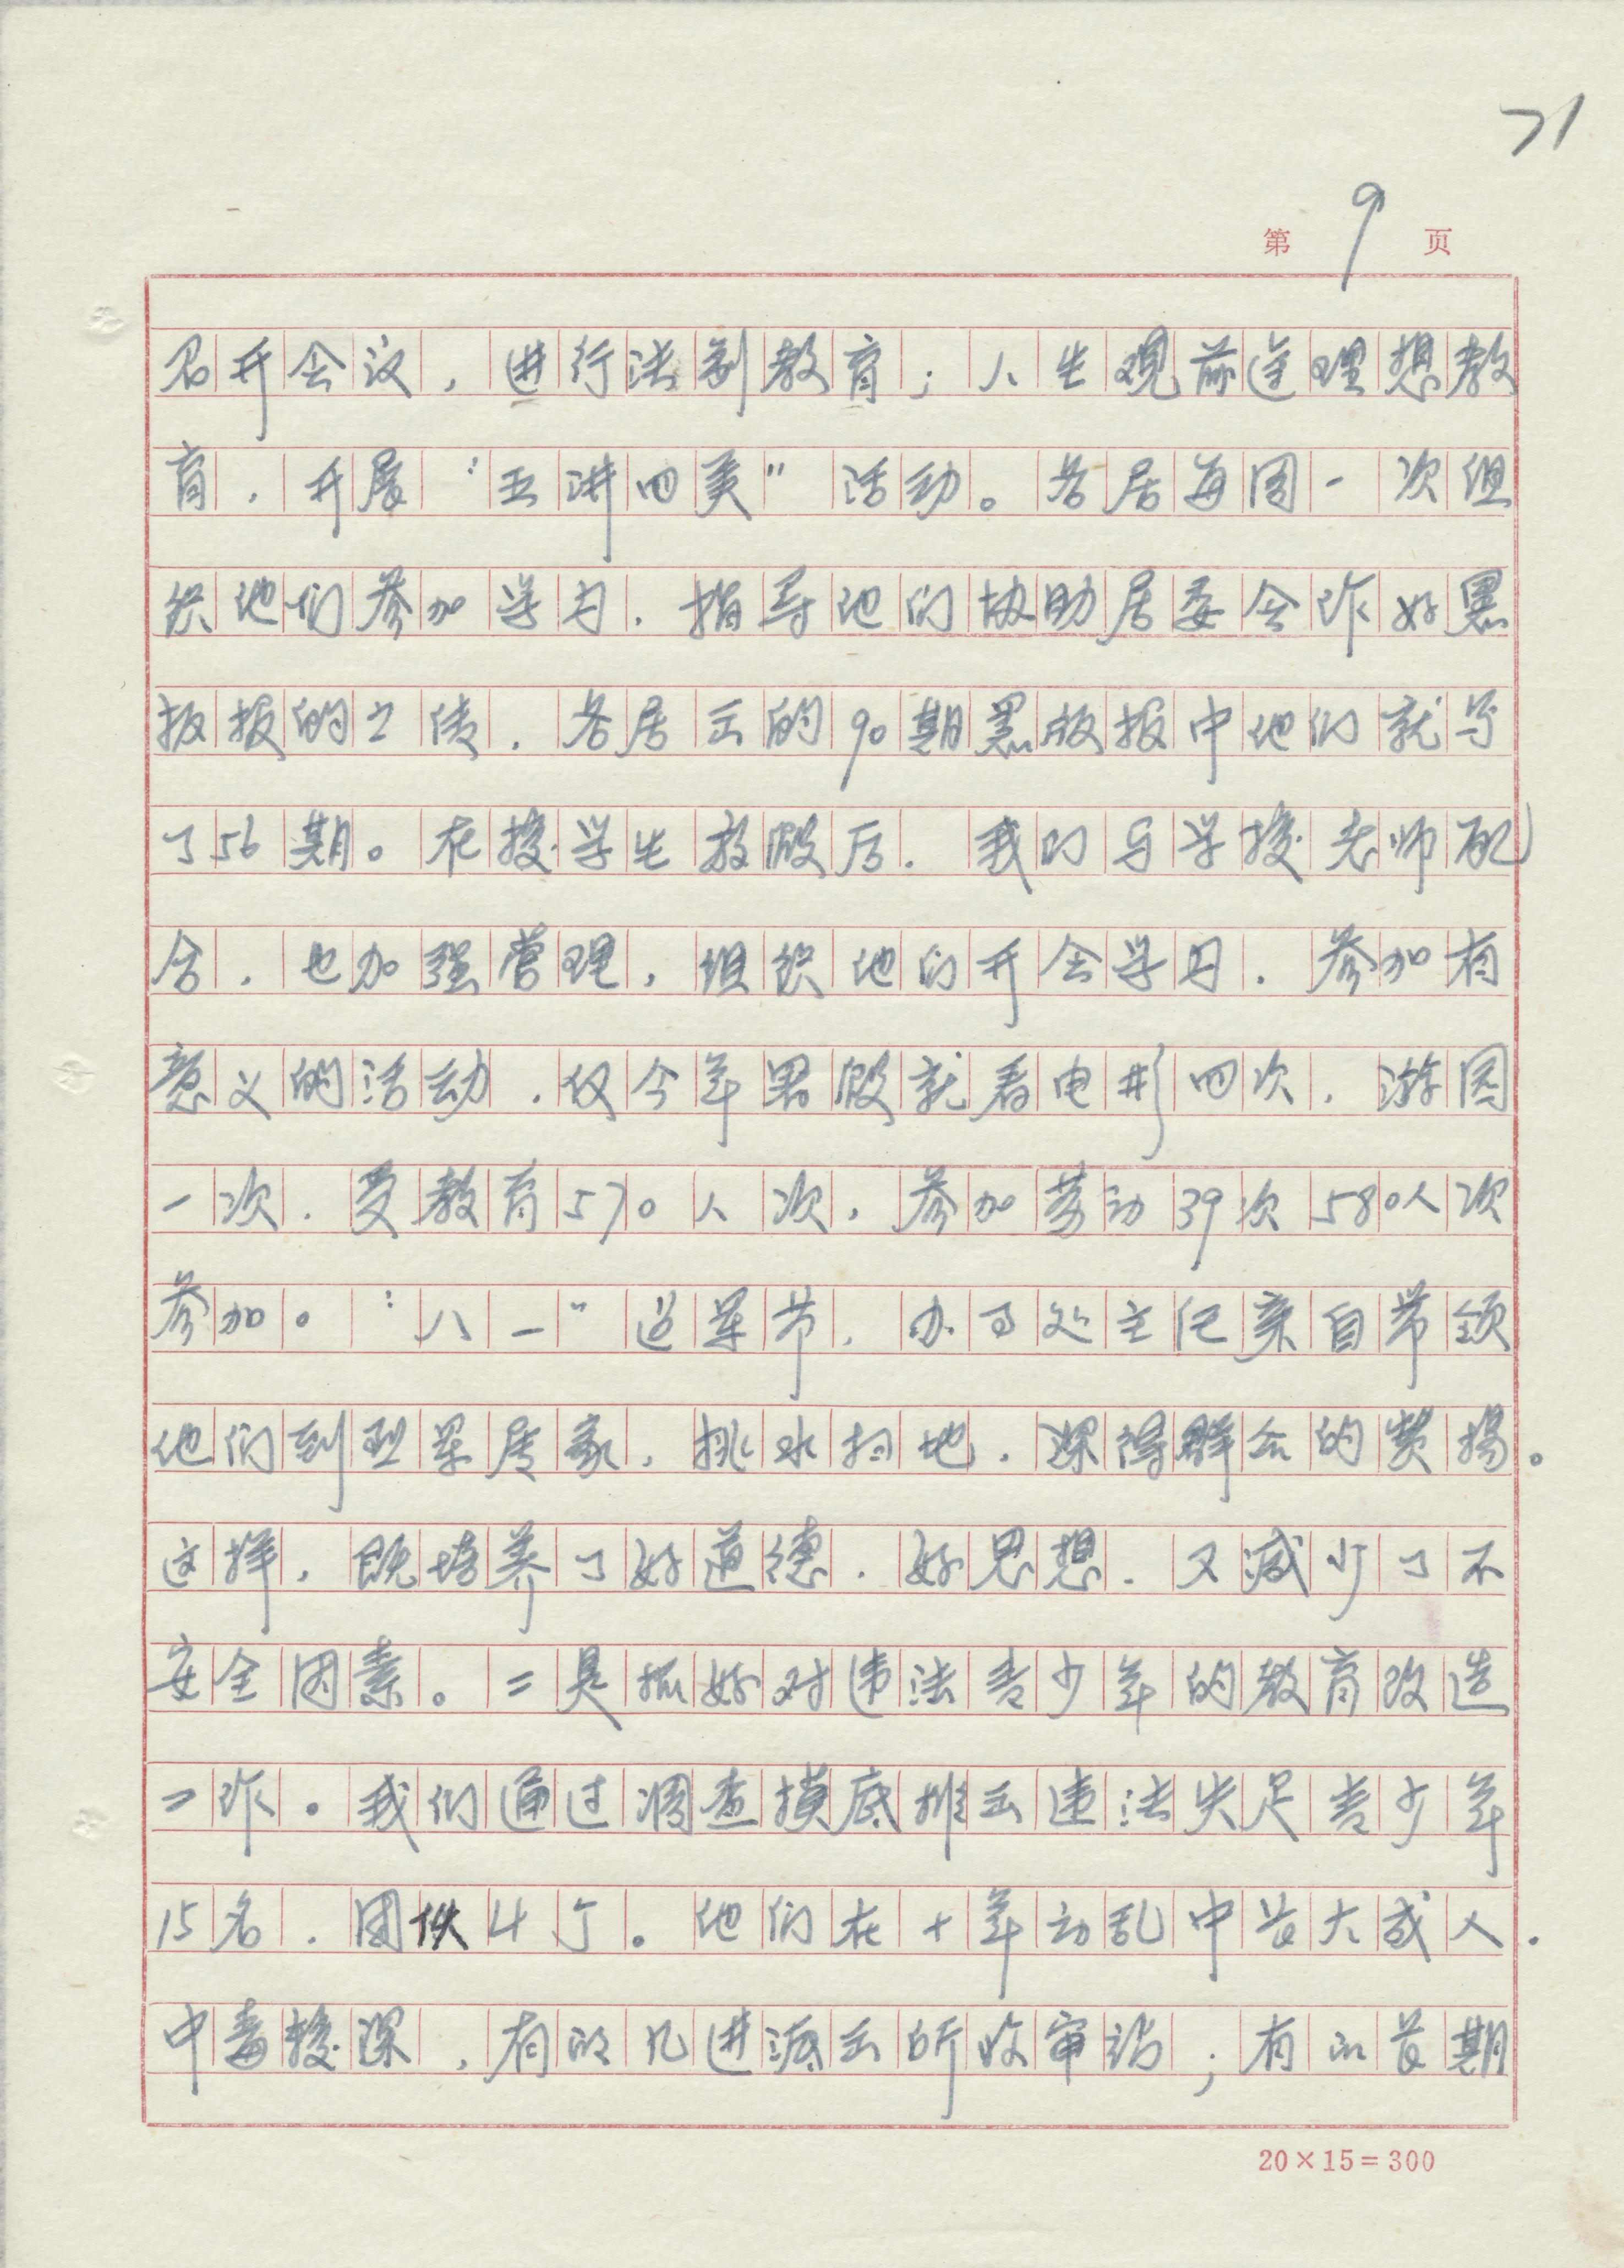 71
第 9 页
召开会议，进行法制教育；人生观前途理想教
育，开展“五讲四美”活动。各居每周一次组
织他们参加学习，指导他们协助居委会作好黑
板报的工作，各居出的90期黑板报中他们就写
了56期。在校学生放假后，我们与学校老师配
合，也加强管理，组织他们开会学习，参加有
意义的活动，仅今年暑假就看电影四次，游园
一次，受教育570人次，参加劳动39次580人次
参加。“八一”建军节，办事处主任亲自带领
他们到烈军属家，挑水扫地，深得群众的赞扬。
这样，既培养了好道德，好思想，又减少了不
安全因素。二是抓好对违法青少年的教育改造
工作。我们通过调查摸底排出违法失足青少年
15名，团伙4个。他们在十年动乱中长大成人，
中毒较深，有的几进派出所收审站；有的长期
20×15=300